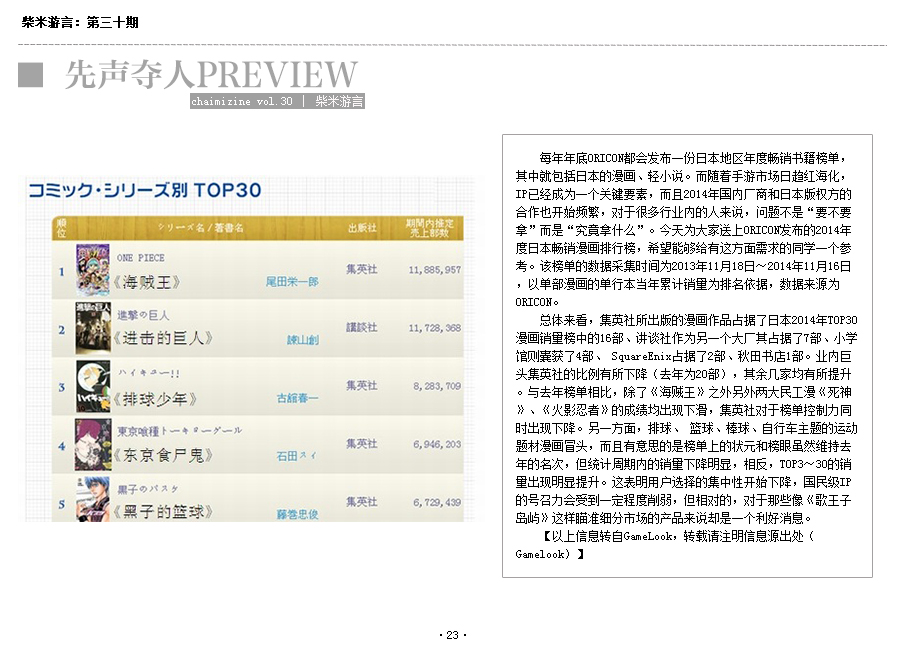 柴米游言：第三十期
先声夺人PREVIEW
chaimizine vol.30 | 柴米游言
コミック・シリーズ別 TOP30
順位 シリーズ名 / 著者名 出版社 期間内推定売上部数
1 ONE PIECE 《海贼王》 尾田栄一郎 集英社 11,885,957
2 進撃の巨人 《进击的巨人》 諫山創 講談社 11,728,368
3 ハイキュー!! 《排球少年》 古舘春一 集英社 8,283,709
4 東京喰種トーキョーグール 《东京食尸鬼》 石田スイ 集英社 6,946,203
5 黒子のバスケ 《黑子的篮球》 藤巻忠俊 集英社 6,729,439
每年年底ORICON都会发布一份日本地区年度畅销书籍榜单，
其中就包括日本的漫画、轻小说。而随着手游市场日趋红海化，
IP已经成为一个关键要素，而且2014年国内厂商和日本版权方的
合作也开始频繁，对于很多行业内的人来说，问题不是“要不要
拿”而是“究竟拿什么”。今天为大家送上ORICON发布的2014年
度日本畅销漫画排行榜，希望能够给有这方面需求的同学一个参
考。该榜单的数据采集时间为2013年11月18日～2014年11月16日
，以单部漫画的单行本当年累计销量为排名依据，数据来源为
ORICON。
总体来看，集英社所出版的漫画作品占据了日本2014年TOP30
漫画销量榜中的16部、讲谈社作为另一个大厂其占据了7部、小学
馆则囊获了4部、 SquareEnix占据了2部、秋田书店1部。业内巨
头集英社的比例有所下降（去年为20部），其余几家均有所提升
。与去年榜单相比，除了《海贼王》之外另外两大民工漫《死神
》、《火影忍者》的成绩均出现下滑，集英社对于榜单控制力同
时出现下降。另一方面，排球、 篮球、棒球、自行车主题的运动
题材漫画冒头，而且有意思的是榜单上的状元和榜眼虽然维持去
年的名次，但统计周期内的销量下降明显，相反，TOP3～30的销
量出现明显提升。这表明用户选择的集中性开始下降，国民级IP
的号召力会受到一定程度削弱，但相对的，对于那些像《歌王子
岛屿》这样瞄准细分市场的产品来说却是一个利好消息。
【以上信息转自GameLook，转载请注明信息源出处（
Gamelook）】
·23·